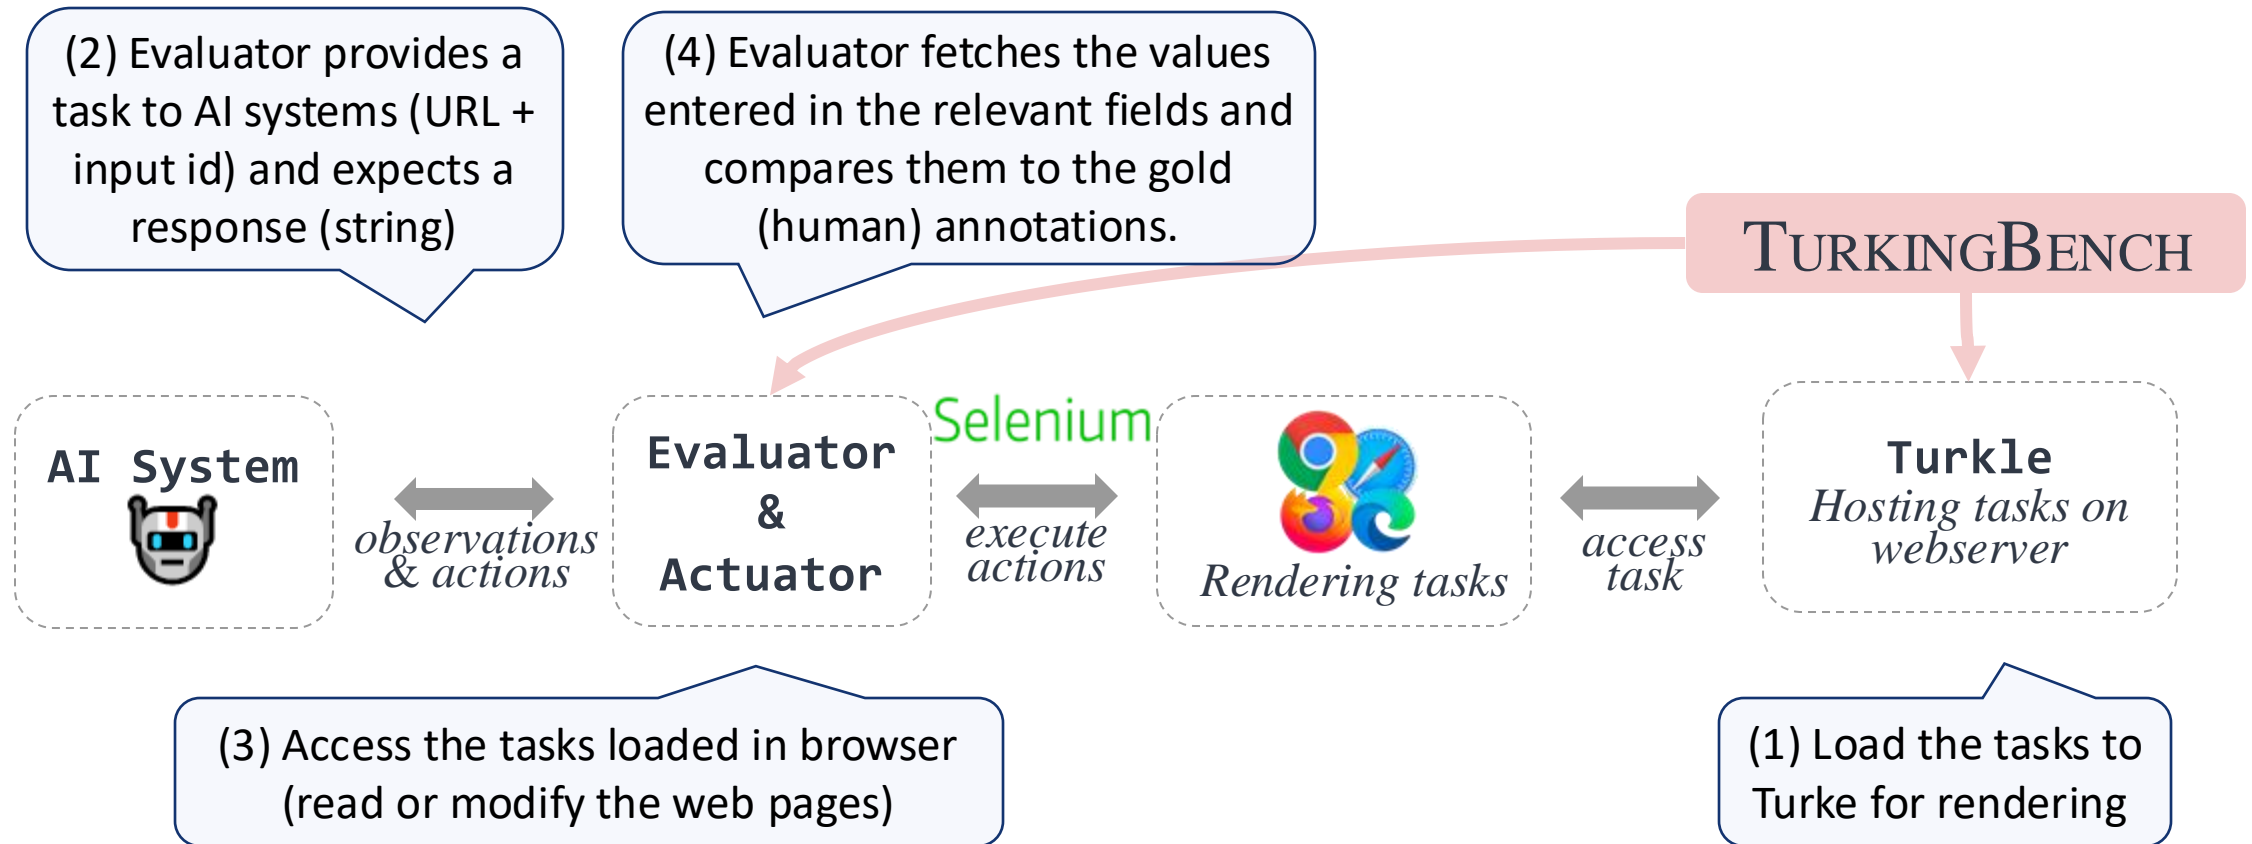 (2) Evaluator provides a
task to AI systems (URL +
input id) and expects a
response (string)
(4) Evaluator fetches the values
entered in the relevant fields and
compares them to the gold
(human) annotations.
TURKINGBENCH
AI System
observations
& actions
Evaluator
&
Actuator
Selenium
execute
actions
Rendering tasks
access
task
Turkle
Hosting tasks on
webserver
(3) Access the tasks loaded in browser
(read or modify the web pages)
(1) Load the tasks to
Turke for rendering